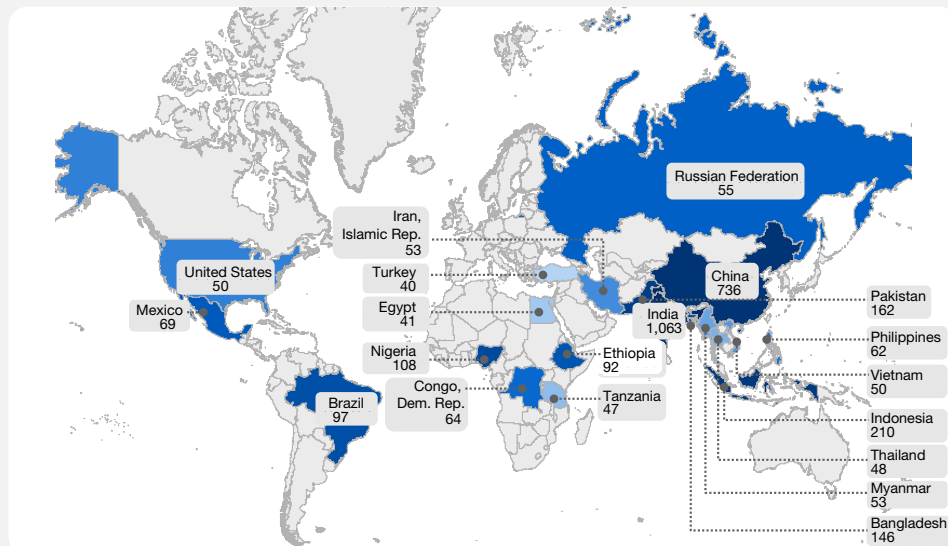 Russian Federation
55
Iran,
Islamic Rep.
53
United States
50
Turkey
40
China
736
Mexico
69
Egypt
41
India
1,063
Pakistan
162
Nigeria
108
Ethiopia
92
Philippines
62
Congo,
Dem. Rep.
64
Brazil
97
Tanzania
47
Vietnam
50
Indonesia
210
Thailand
48
Myanmar
53
Bangladesh
146